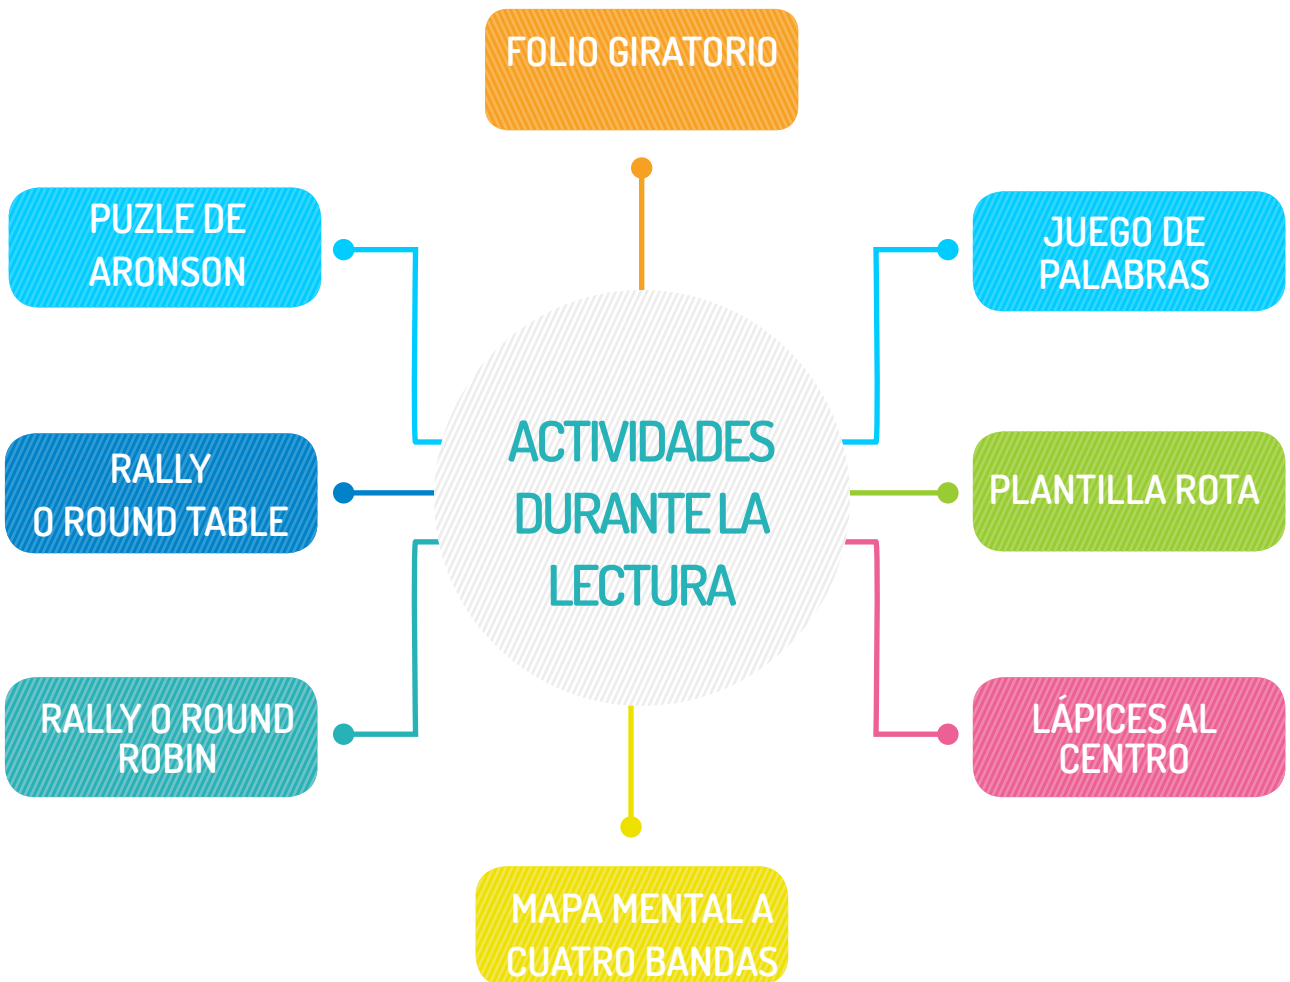 FOLIO GIRATORIO
PUZLE DE
ARONSON
JUEGO DE
PALABRAS
ACTIVIDADES
DURANTE LA
LECTURA
RALLY
O ROUND TABLE
PLANTILLA ROTA
RALLY O ROUND
ROBIN
LÁPICES AL
CENTRO
MAPA MENTAL A
CUATRO BANDAS